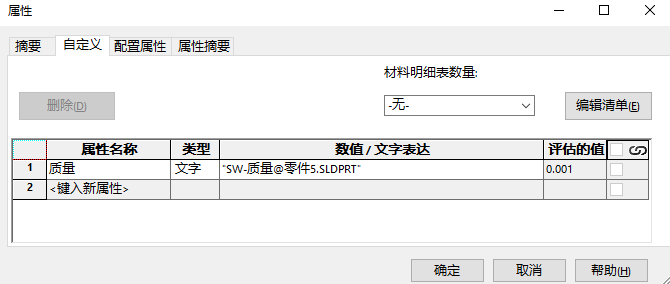 属性
摘要 自定义 配置属性 属性摘要
材料明细表数量:
删除(D) -无- 编辑清单(E)
属性名称 类型 数值 / 文字表达 评估的值
1 质量 文字 "SW-质量@零件5.SLDPRT" 0.001
2 <键入新属性>
确定 取消 帮助(H)